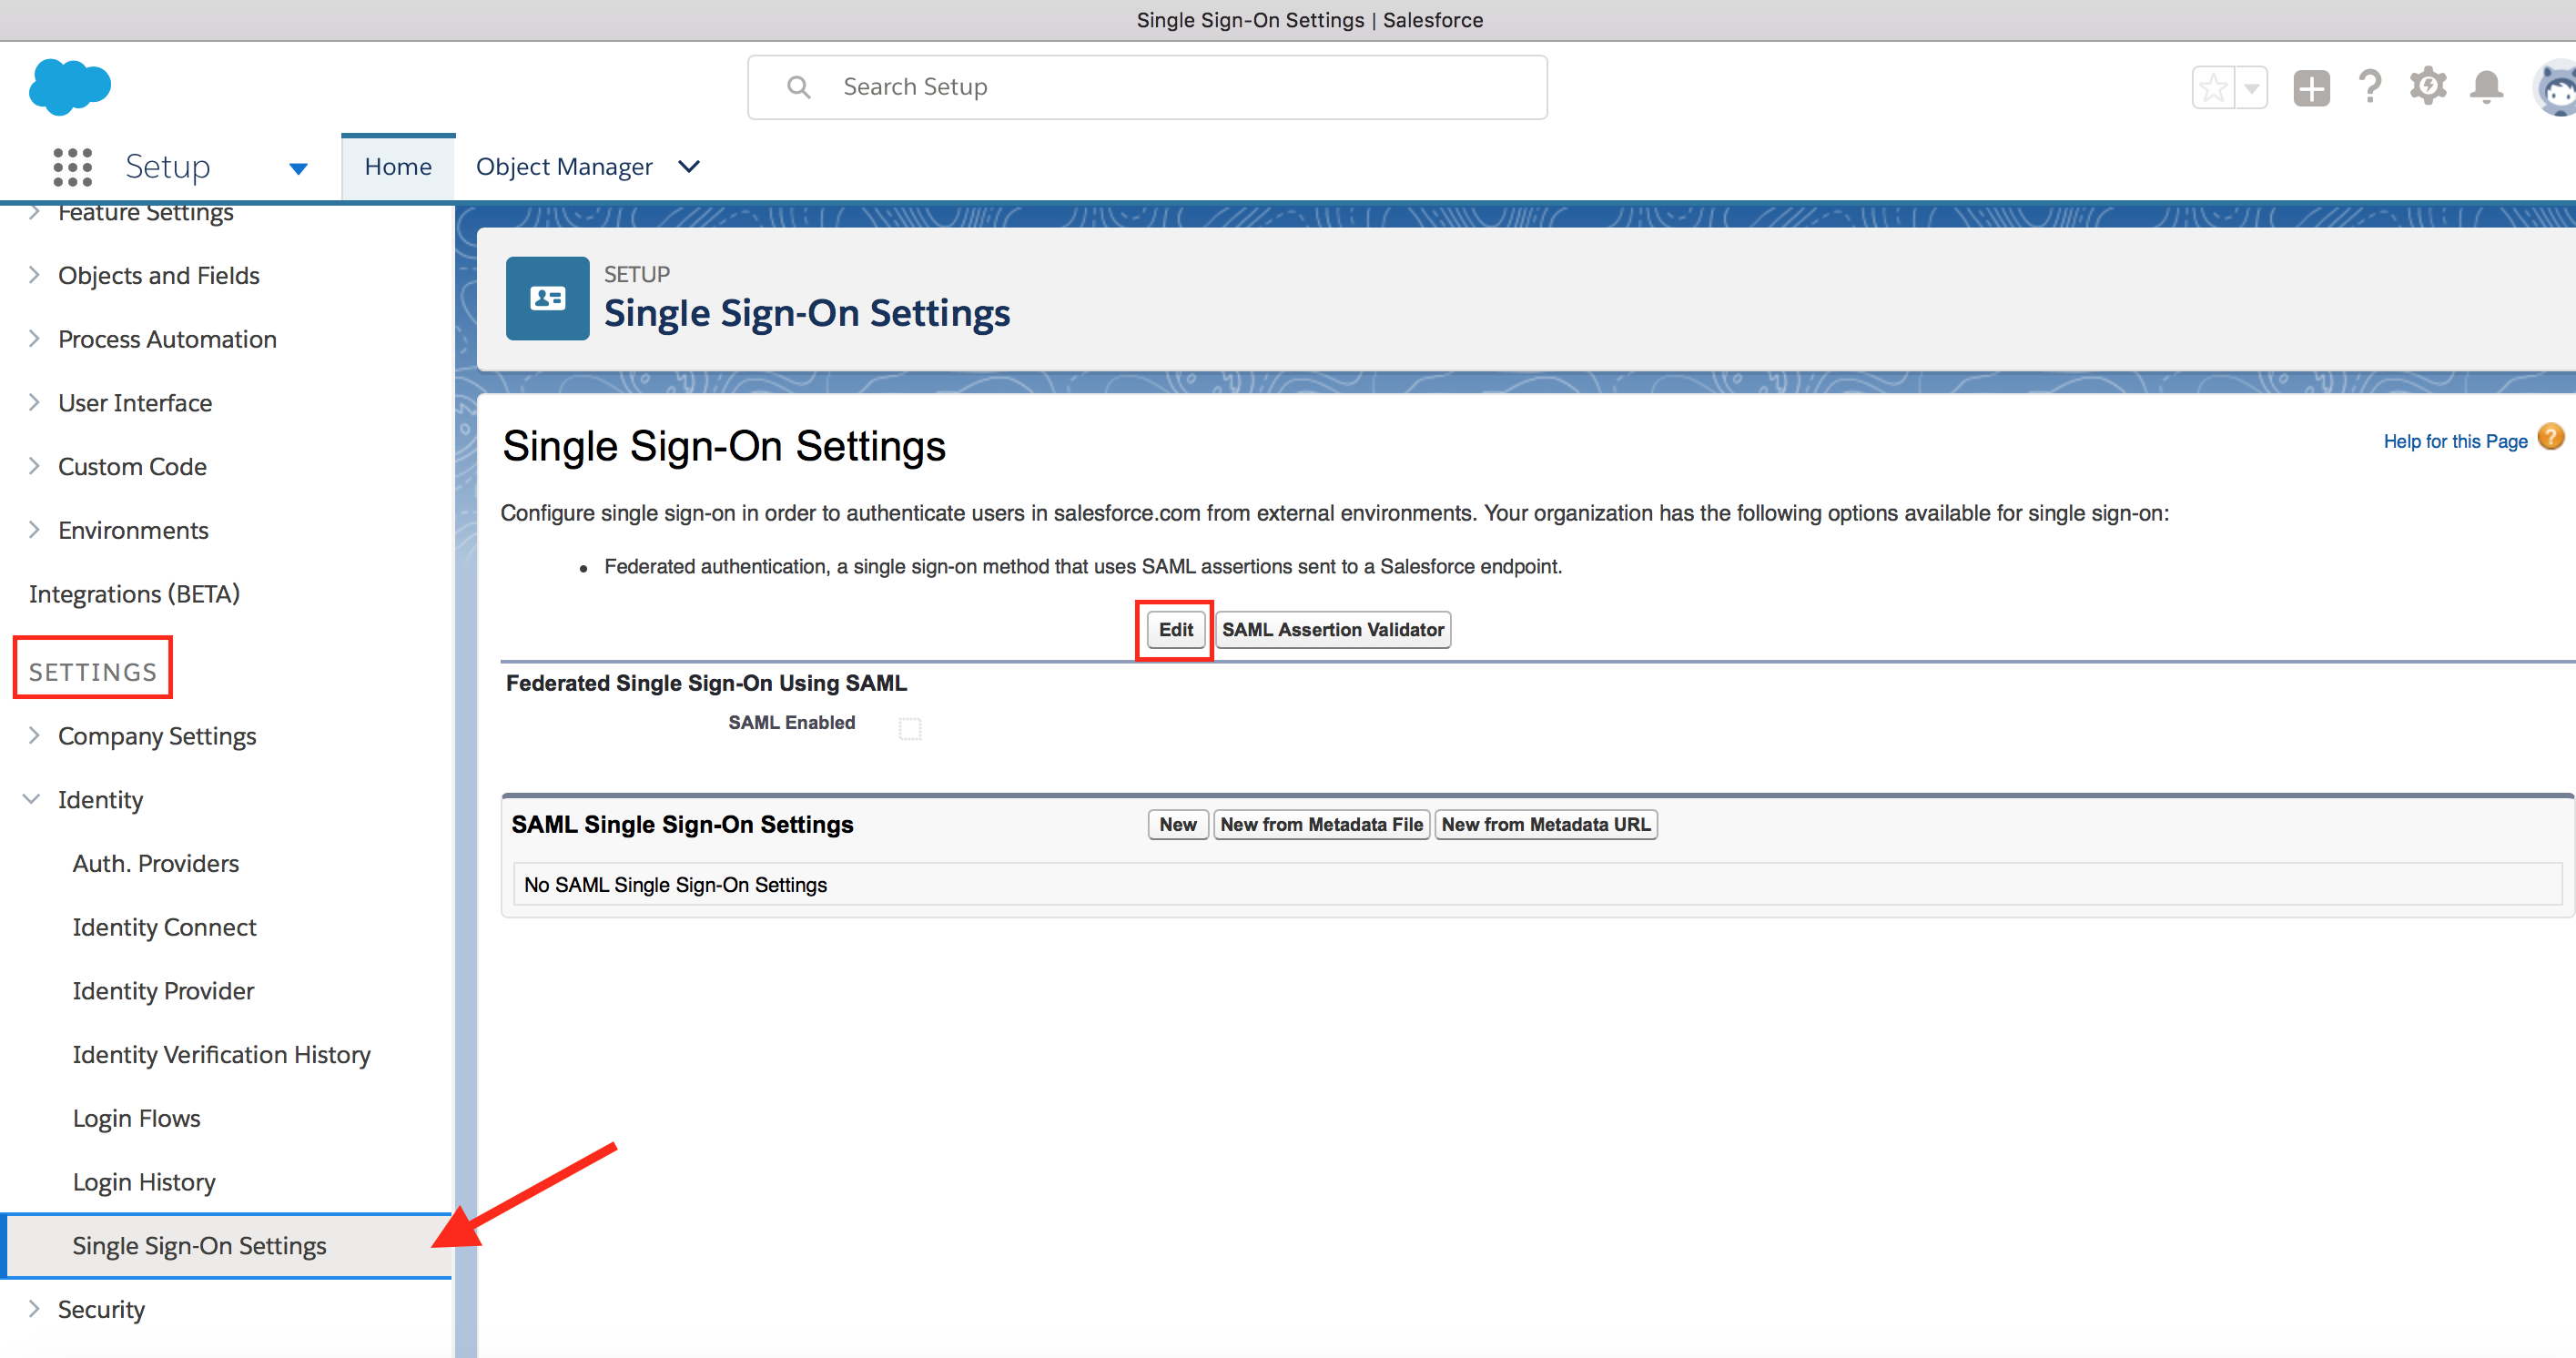 Single Sign-On Settings | Salesforce
Search Setup
Setup
Home
Object Manager
Feature Settings
Objects and Fields
Process Automation
User Interface
Custom Code
Environments
Integrations (BETA)
SETTINGS
Company Settings
Identity
Auth. Providers
Identity Connect
Identity Provider
Identity Verification History
Login Flows
Login History
Single Sign-On Settings
Security
SETUP
Single Sign-On Settings
Single Sign-On Settings
Help for this Page ?
Configure single sign-on in order to authenticate users in salesforce.com from external environments. Your organization has the following options available for single sign-on:
• Federated authentication, a single sign-on method that uses SAML assertions sent to a Salesforce endpoint.
Edit SAML Assertion Validator
Federated Single Sign-On Using SAML
SAML Enabled
SAML Single Sign-On Settings New New from Metadata File New from Metadata URL
No SAML Single Sign-On Settings